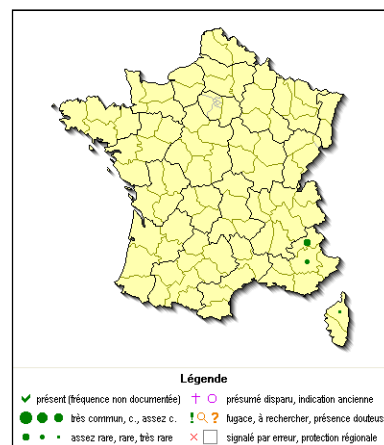 Légende
présent (fréquence non documentée) présumé disparu, indication ancienne
très commun, c., assez c. ! ? fugace, à rechercher, présence douteus
assez rare, rare, très rare signalé par erreur, protection régionale